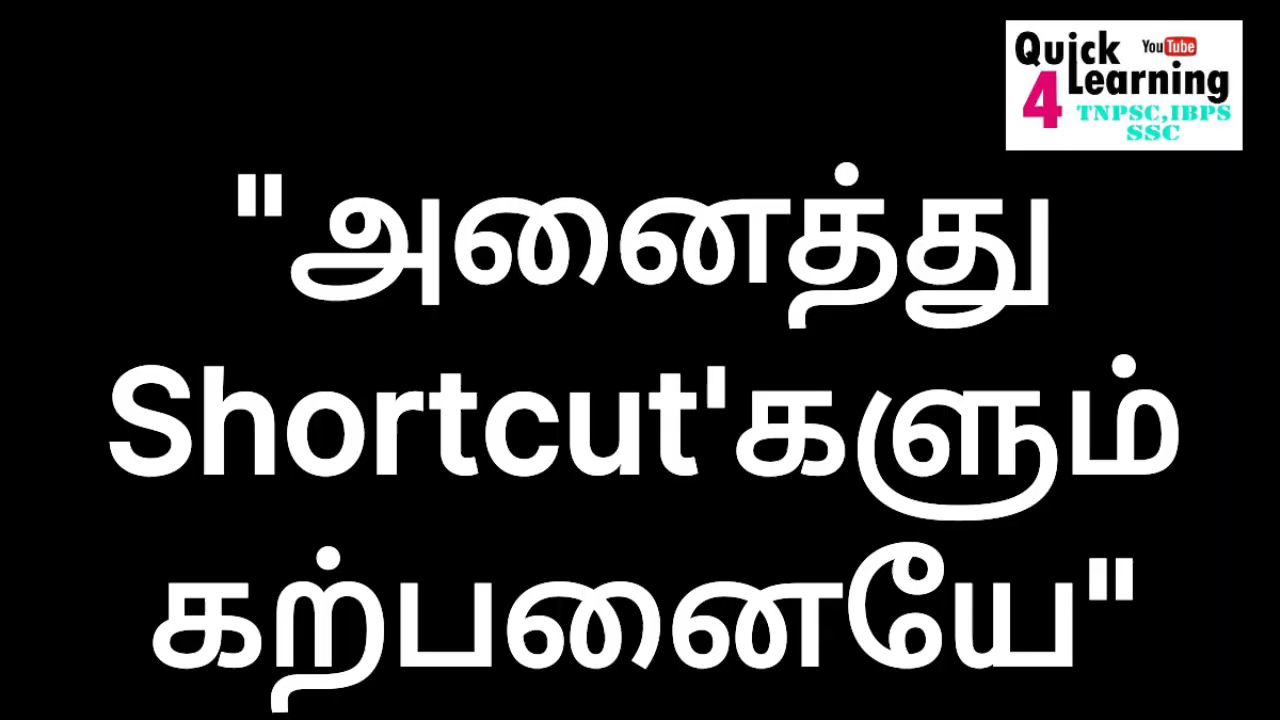 Quick YouTube
4 Learning
TNPSC,IBPS
SSC
"அனைத்து
Shortcut'களும்
கற்பனையே"